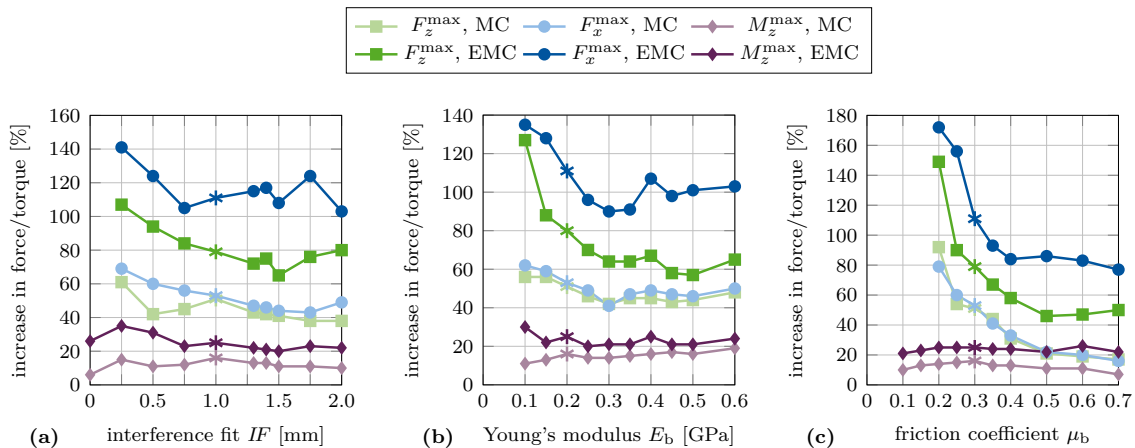 F_z^max, MC F_x^max, MC M_z^max, MC
F_z^max, EMC F_x^max, EMC M_z^max, EMC
increase in force/torque [%]
160
140
120
100
80
60
40
20
0
0 0.5 1.0 1.5 2.0
(a) interference fit IF [mm]
increase in force/torque [%]
140
120
100
80
60
40
20
0
0.1 0.2 0.3 0.4 0.5 0.6
(b) Young's modulus E_b [GPa]
increase in force/torque [%]
180
160
140
120
100
80
60
40
20
0
0.1 0.2 0.3 0.4 0.5 0.6 0.7
(c) friction coefficient μ_b